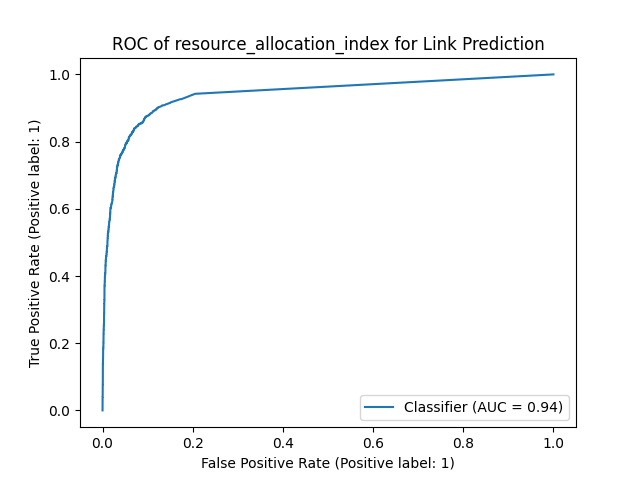 ROC of resource_allocation_index for Link Prediction
True Positive Rate (Positive label: 1)
1.0
0.8
0.6
0.4
0.2
0.0
Classifier (AUC = 0.94)
0.0 0.2 0.4 0.6 0.8 1.0
False Positive Rate (Positive label: 1)